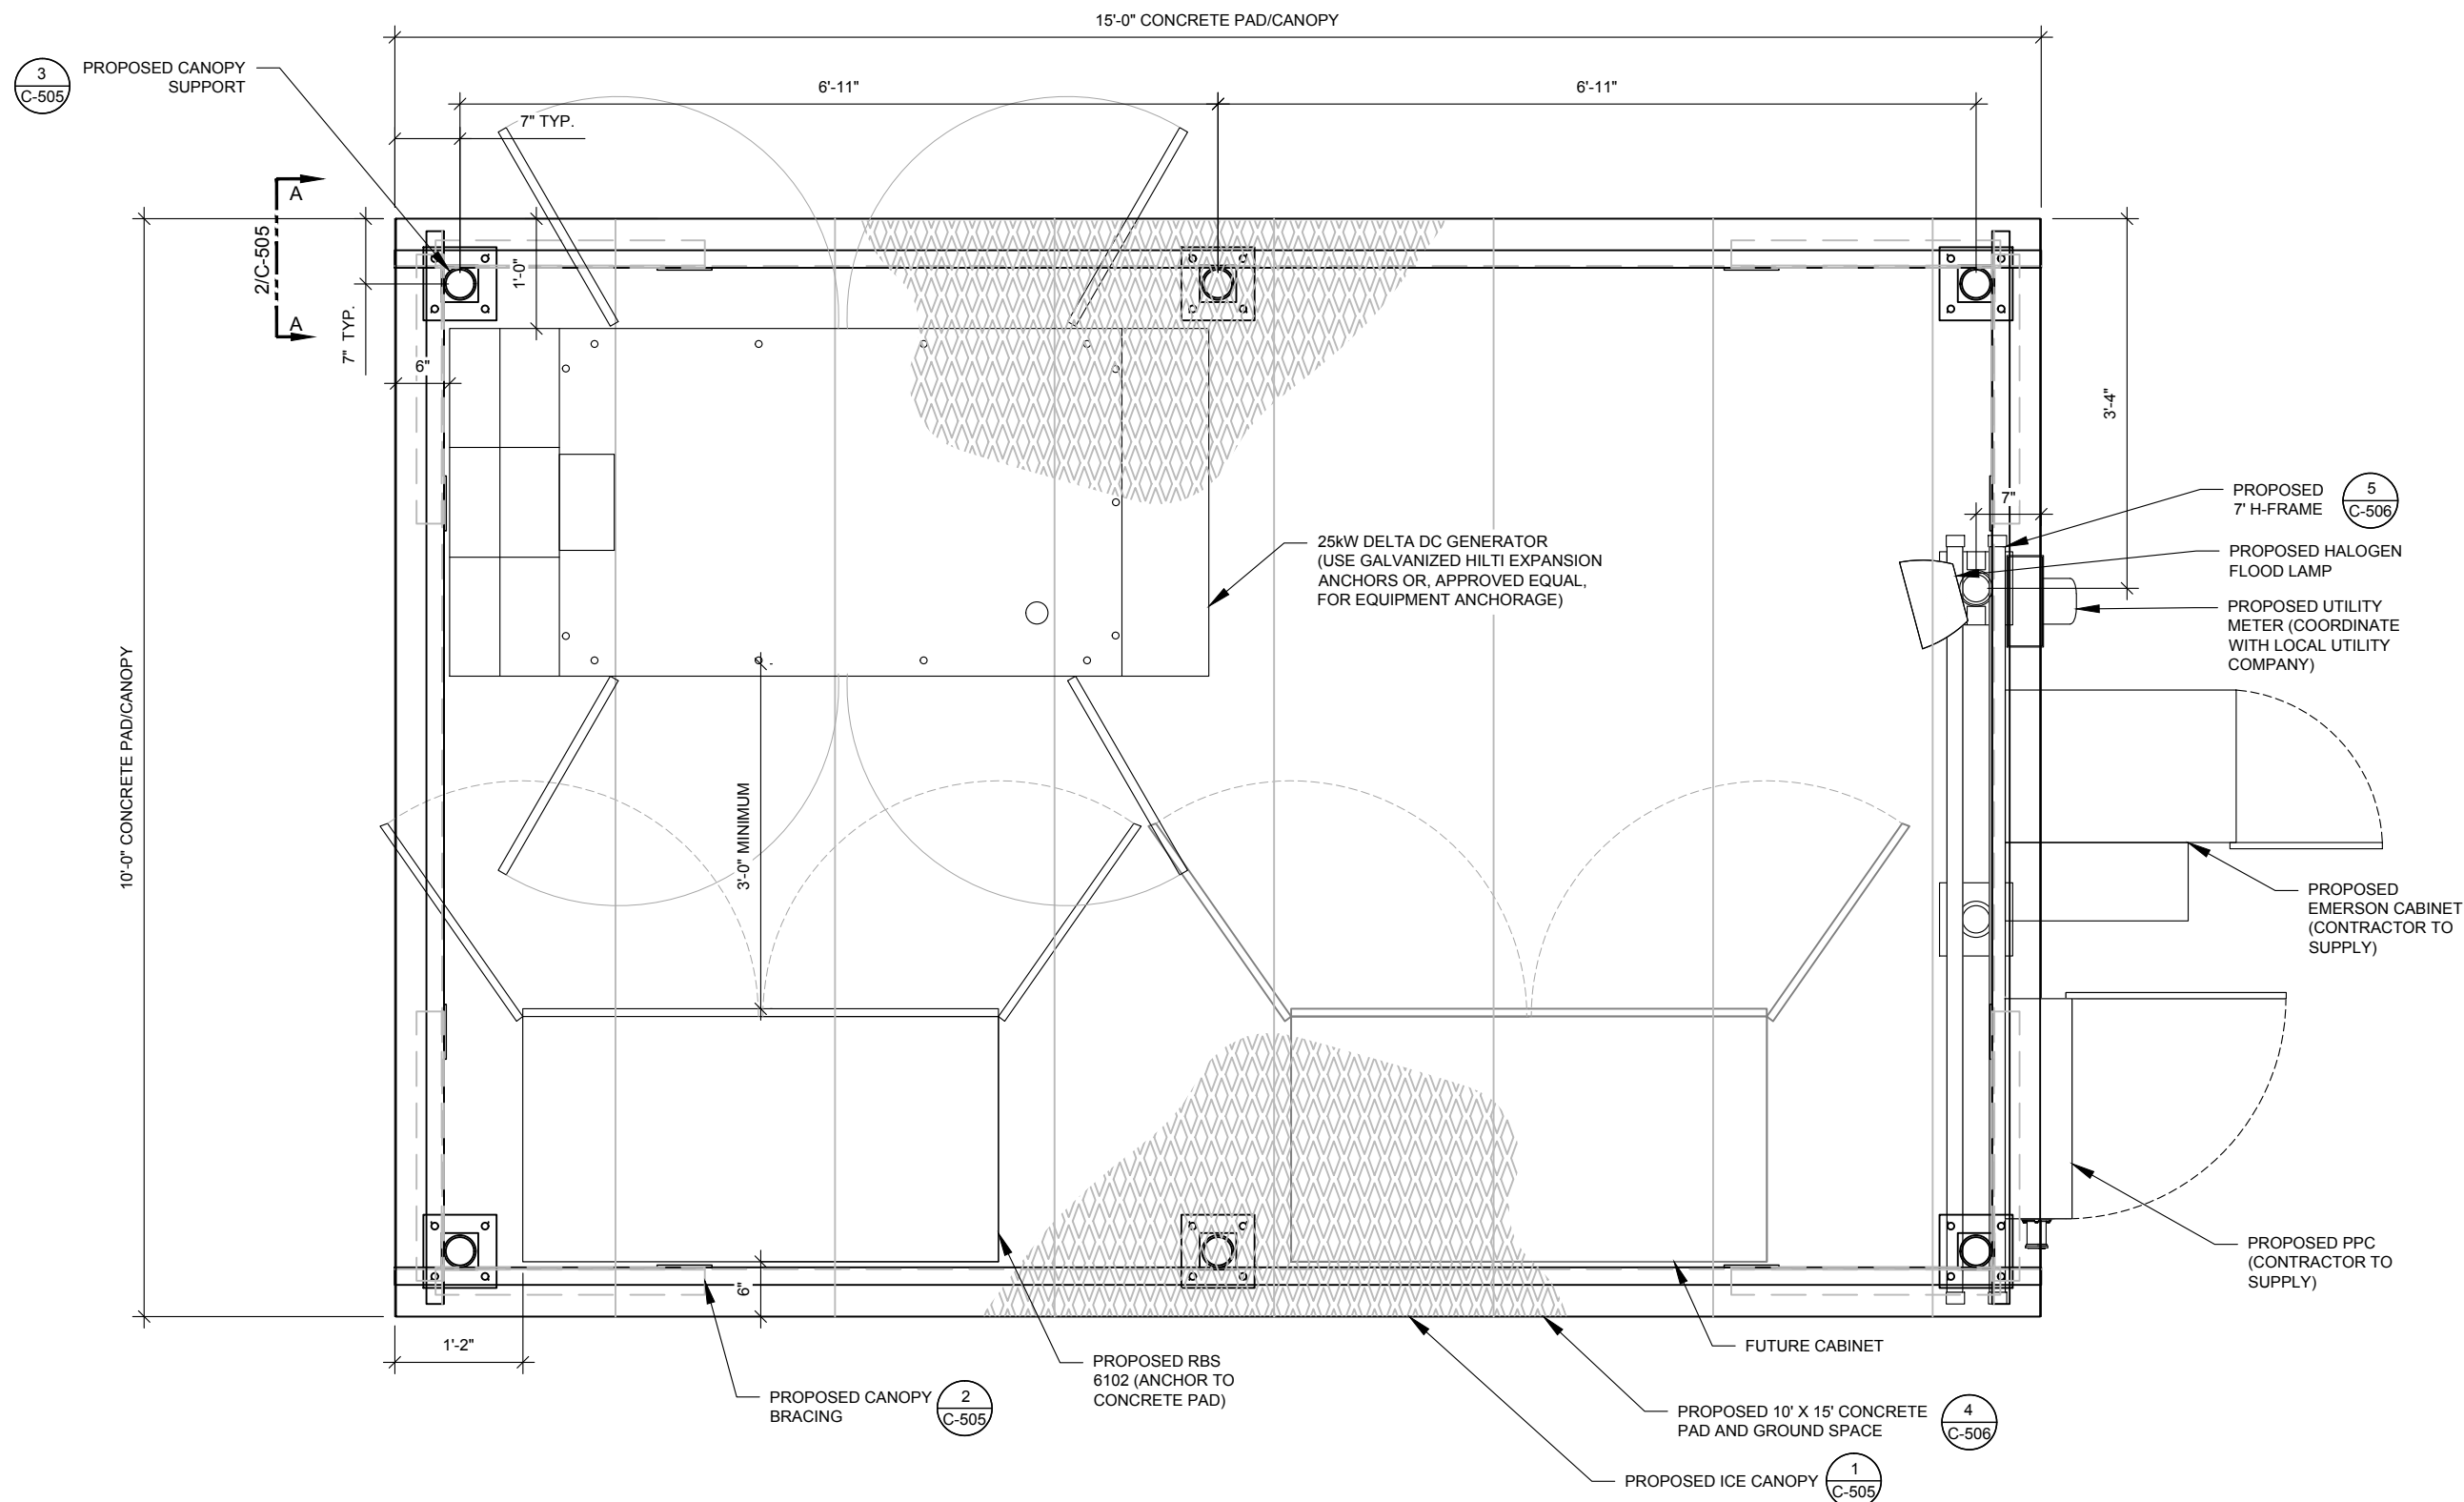 15'-0" CONCRETE PAD/CANOPY
3
C-505
PROPOSED CANOPY
SUPPORT
6'-11"
6'-11"
7" TYP.
A
2/C-505
A
7" TYP.
1'-0"
6"
3'-4"
7"
PROPOSED
7' H-FRAME
5
C-506
PROPOSED HALOGEN
FLOOD LAMP
PROPOSED UTILITY
METER (COORDINATE
WITH LOCAL UTILITY
COMPANY)
25kW DELTA DC GENERATOR
(USE GALVANIZED HILTI EXPANSION
ANCHORS OR, APPROVED EQUAL,
FOR EQUIPMENT ANCHORAGE)
10'-0" CONCRETE PAD/CANOPY
3'-0" MINIMUM
PROPOSED
EMERSON CABINET
(CONTRACTOR TO
SUPPLY)
PROPOSED PPC
(CONTRACTOR TO
SUPPLY)
6"
1'-2"
FUTURE CABINET
PROPOSED RBS
6102 (ANCHOR TO
CONCRETE PAD)
PROPOSED CANOPY
BRACING
2
C-505
PROPOSED 10' X 15' CONCRETE
PAD AND GROUND SPACE
4
C-506
PROPOSED ICE CANOPY
1
C-505